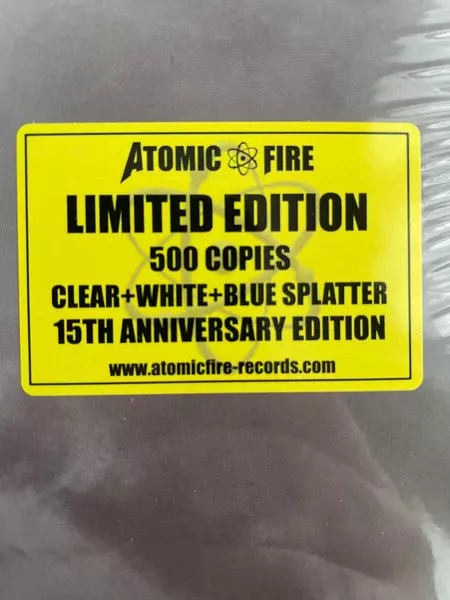 ATOMIC FIRE
LIMITED EDITION
500 COPIES
CLEAR+WHITE+BLUE SPLATTER
15TH ANNIVERSARY EDITION
www.atomicfire-records.com